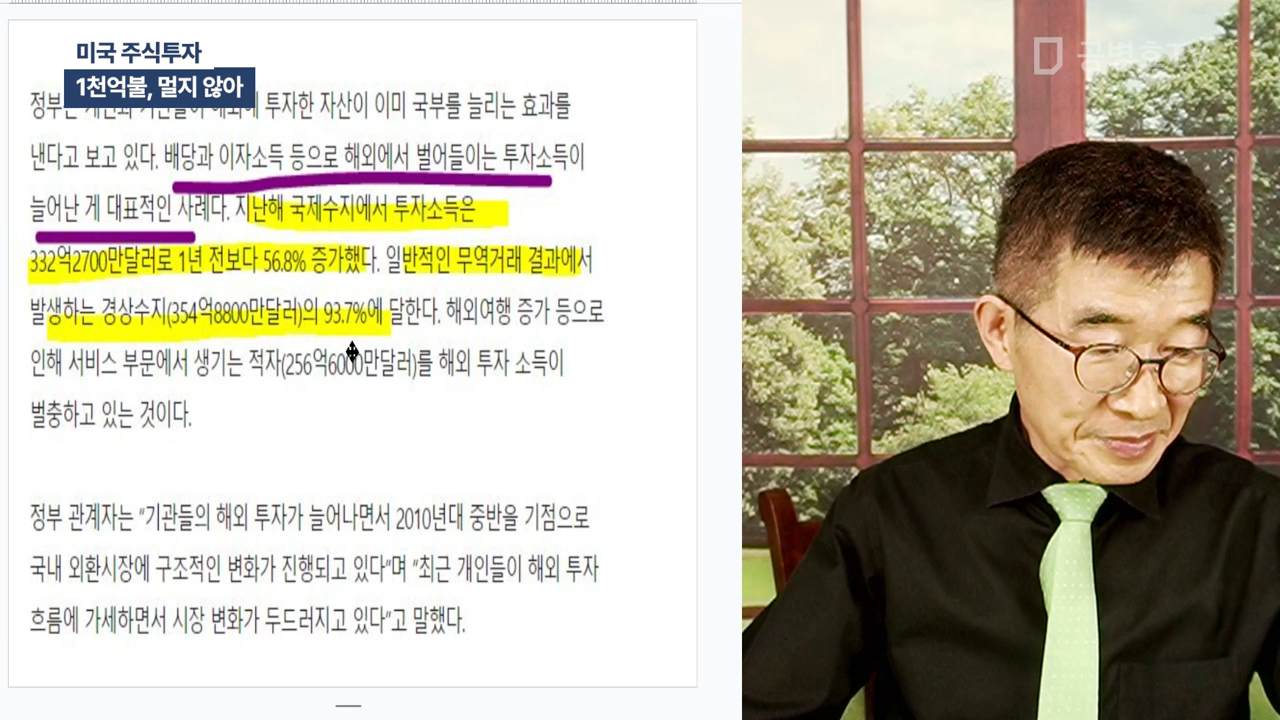 미국 주식투자
1천억불, 멀지 않아
공병호TV
정부는 해외에 투자한 자산이 이미 국부를 늘리는 효과를
낸다고 보고 있다. 배당과 이자소득 등으로 해외에서 벌어들이는 투자소득이
늘어난 게 대표적인 사례다. 지난해 국제수지에서 투자소득은
332억2700만달러로 1년 전보다 56.8% 증가했다. 일반적인 무역거래 결과에서
발생하는 경상수지(354억8800만달러)의 93.7%에 달한다. 해외여행 증가 등으로
인해 서비스 부문에서 생기는 적자(256억6000만달러)를 해외 투자 소득이
벌충하고 있는 것이다.
정부 관계자는 “기관들의 해외 투자가 늘어나면서 2010년대 중반을 기점으로
국내 외환시장에 구조적인 변화가 진행되고 있다”며 “최근 개인들이 해외 투자
흐름에 가세하면서 시장 변화가 두드러지고 있다”고 말했다.